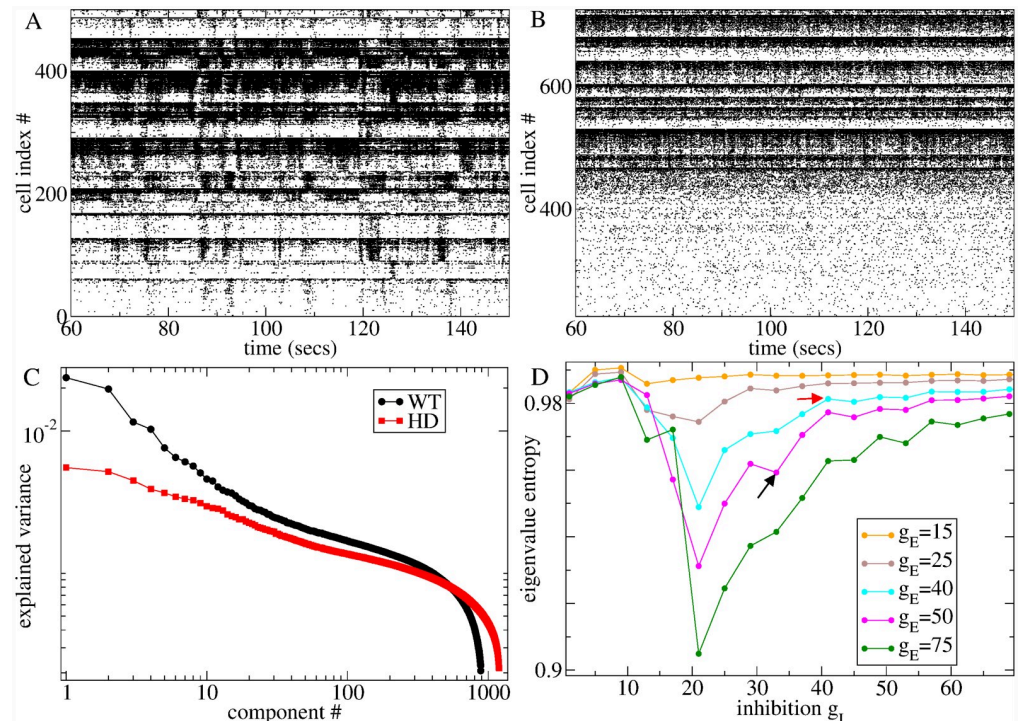 A
400
200
0
cell index #
60
80
100
120
140
time (secs)
B
600
400
cell index #
60
80
100
120
140
time (secs)
C
WT
HD
10^-2
explained variance
1
10
100
1000
component #
D
0.98
0.9
eigenvalue entropy
g_E=15
g_E=25
g_E=40
g_E=50
g_E=75
10
20
30
40
50
60
inhibition g_I